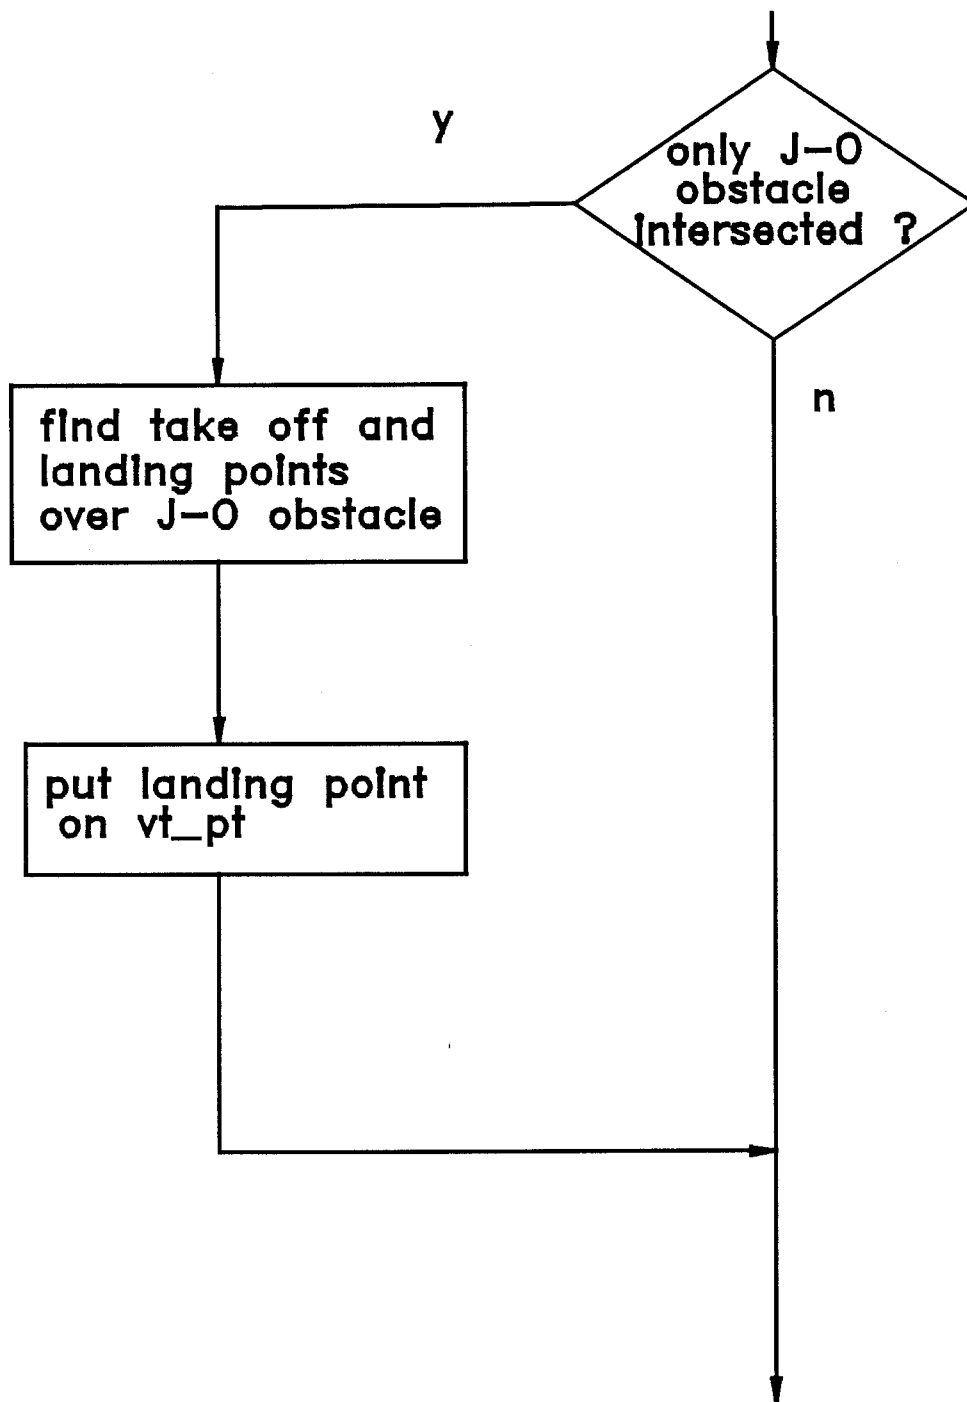 y
only J-O
obstacle
intersected ?
n
find take off and
landing points
over J-O obstacle
put landing point
on vt_pt